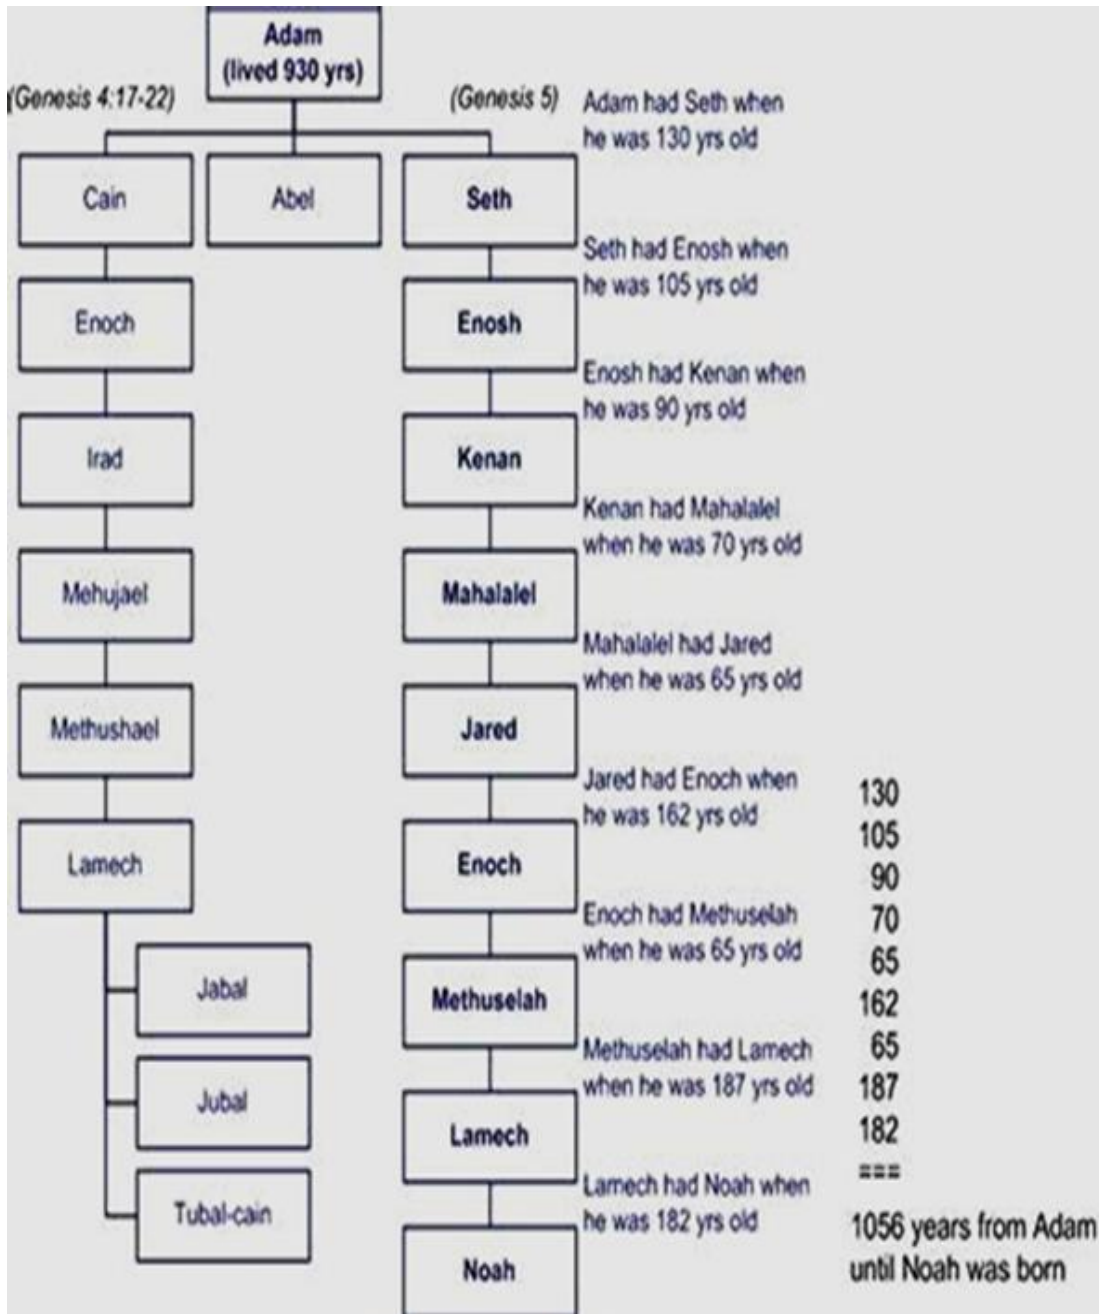 Adam
(lived 930 yrs)
(Genesis 4:17-22)
(Genesis 5)
Adam had Seth when
he was 130 yrs old
Cain
Abel
Seth
Seth had Enosh when
he was 105 yrs old
Enoch
Enosh
Enosh had Kenan when
he was 90 yrs old
Irad
Kenan
Kenan had Mahalalel
when he was 70 yrs old
Mehujael
Mahalalel
Mahalalel had Jared
when he was 65 yrs old
Methushael
Jared
Jared had Enoch when
he was 162 yrs old
Lamech
Enoch
Enoch had Methuselah
when he was 65 yrs old
Jabal
Methuselah
Methuselah had Lamech
when he was 187 yrs old
Jubal
Lamech
Lamech had Noah when
he was 182 yrs old
Tubal-cain
Noah
130
105
90
70
65
162
65
187
182
===
1056 years from Adam
until Noah was born